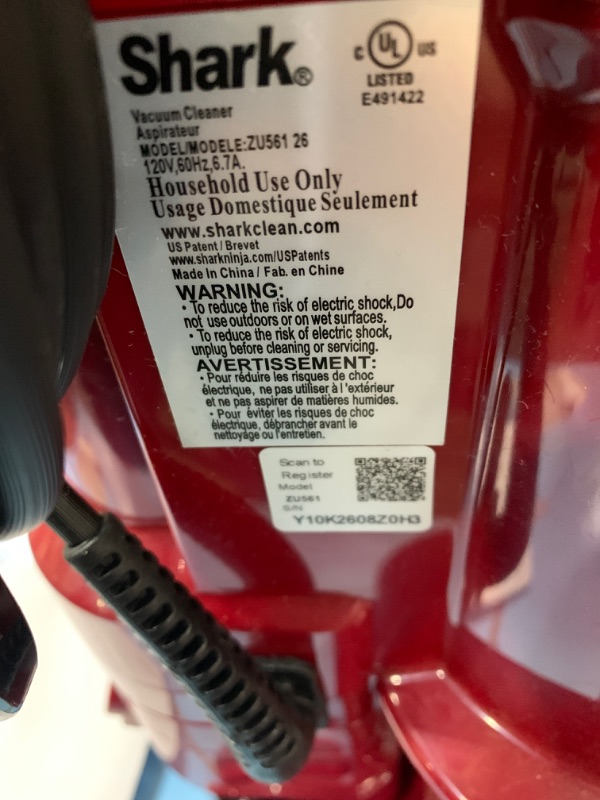 Shark®
C UL US
LISTED
E491422
Vacuum Cleaner
Aspirateur
MODEL/MODELE:ZU561 26
120V,60Hz,6.7A.
Household Use Only
Usage Domestique Seulement
www.sharkclean.com
US Patent / Brevet
www.sharkninja.com/USPatents
Made in China / Fab. en Chine
WARNING:
• To reduce the risk of electric shock,Do
not use outdoors or on wet surfaces.
• To reduce the risk of electric shock,
unplug before cleaning or servicing.
AVERTISSEMENT:
• Pour réduire les risques de choc
électrique, ne pas utiliser à l'extérieur
et ne pas aspirer de matières humides.
• Pour éviter les risques de choc
électrique, débrancher avant le
nettoyage ou l'entretien.
Scan to
Register
Model
ZU561
S/N
Y10K2608Z0H3